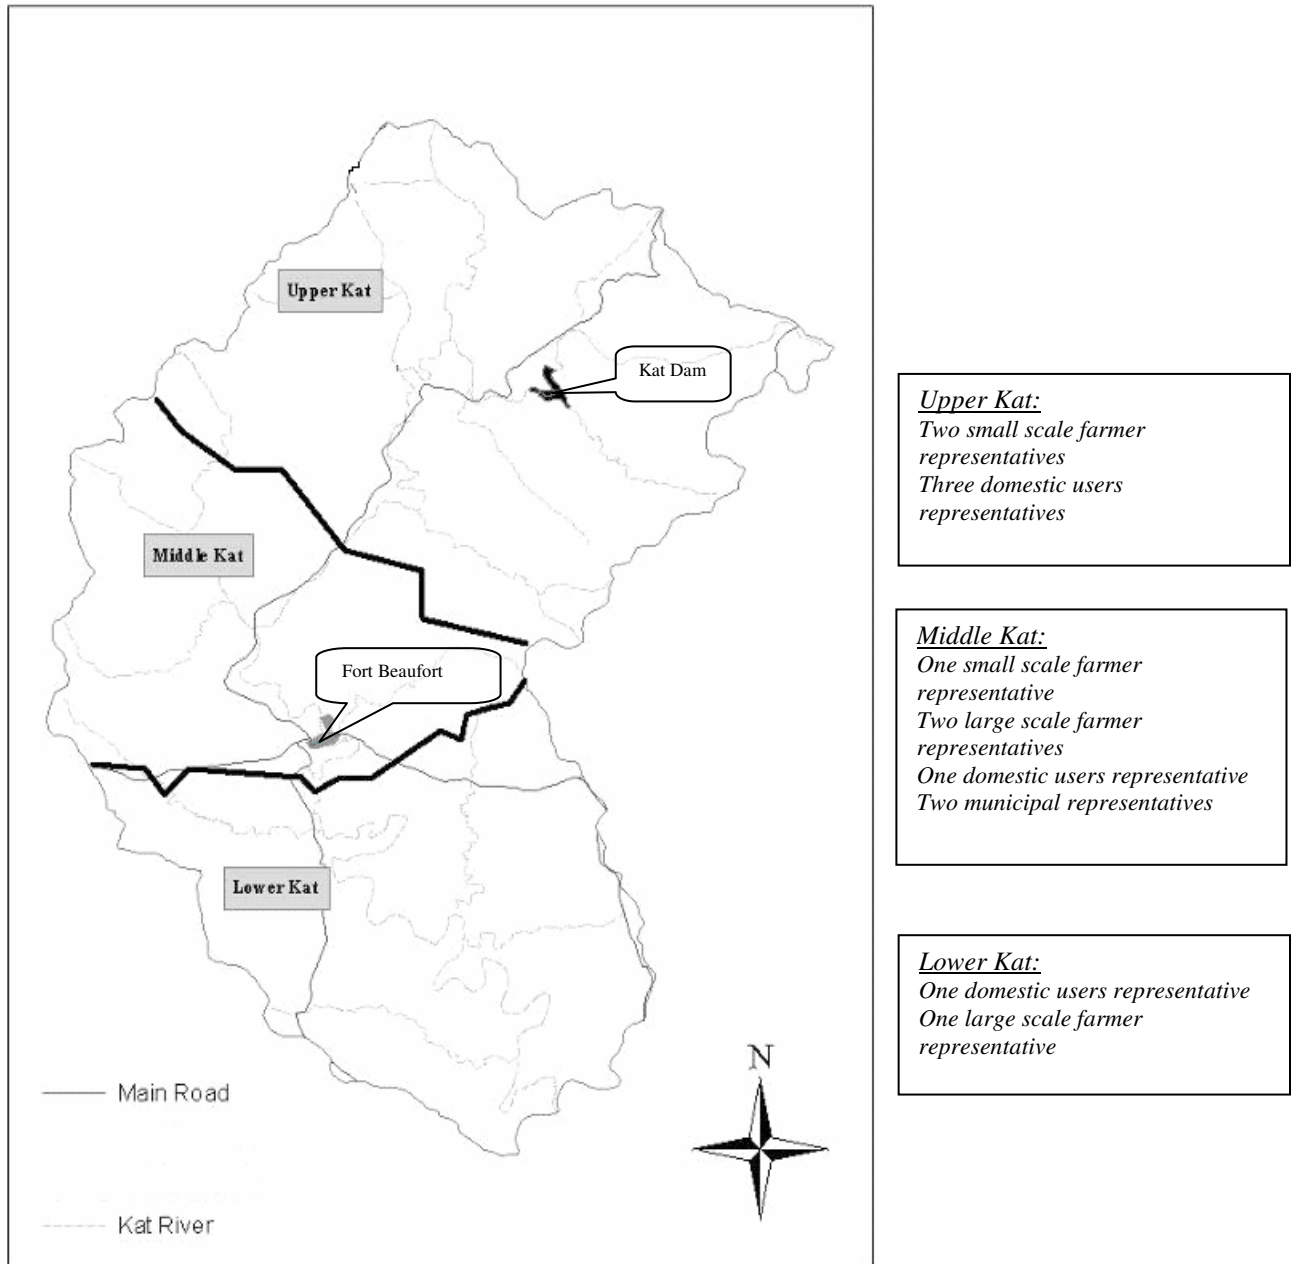 Upper Kat
Kat Dam
Middle Kat
Fort Beaufort
Lower Kat
Main Road
Kat River
N
Upper Kat:
Two small scale farmer
representatives
Three domestic users
representatives
Middle Kat:
One small scale farmer
representative
Two large scale farmer
representatives
One domestic users representative
Two municipal representatives
Lower Kat:
One domestic users representative
One large scale farmer
representative